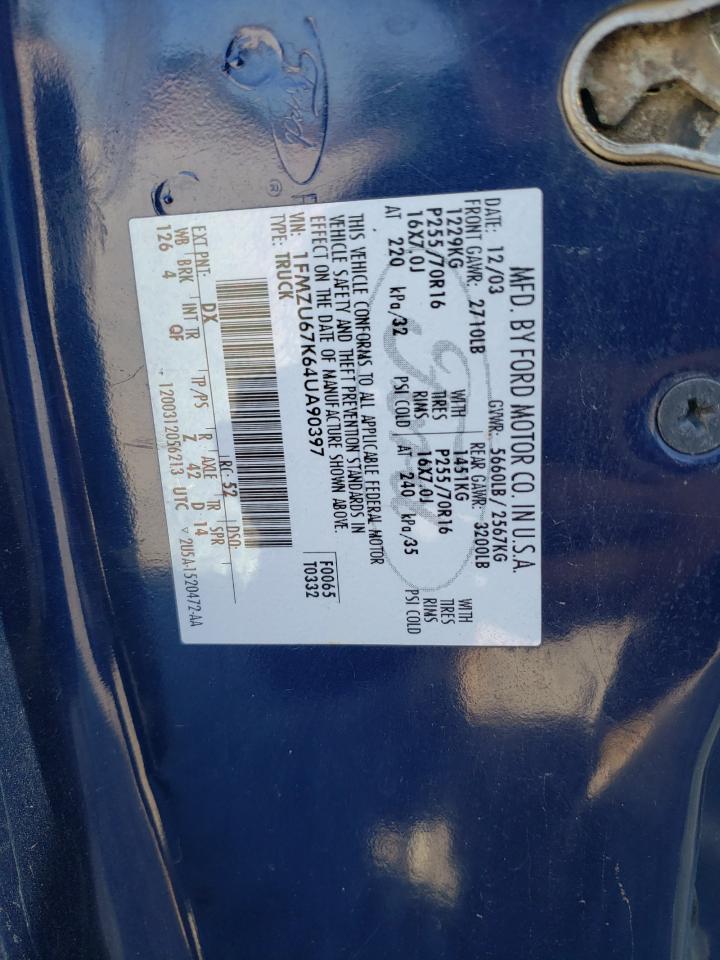 Ford
®
MFD. BY FORD MOTOR CO. IN U.S.A.
DATE: 12/03 GVWR: 5660LB/2567KG
FRONT GAWR: 2710LB REAR GAWR: 3200LB
1229KG WITH 1451KG WITH
P255/70R16 TIRES P255/70R16 TIRES
16X7.0J RIMS 16X7.0J RIMS
AT 220 kPa/32 PSI COLD AT 240 kPa/35 PSI COLD
THIS VEHICLE CONFORMS TO ALL APPLICABLE FEDERAL MOTOR
VEHICLE SAFETY AND THEFT PREVENTION STANDARDS IN
EFFECT ON THE DATE OF MANUFACTURE SHOWN ABOVE.
VIN: 1FMZU67K64UA90397 F0065
TYPE: TRUCK T0332
EXT PNT: DX RC: 52 DSO:
WB BRK INT TR TP/PS R AXLE TR SPR
126 4 QF Z 42 D 14
1200312056213 UTC V 2U5A-1520472-AA